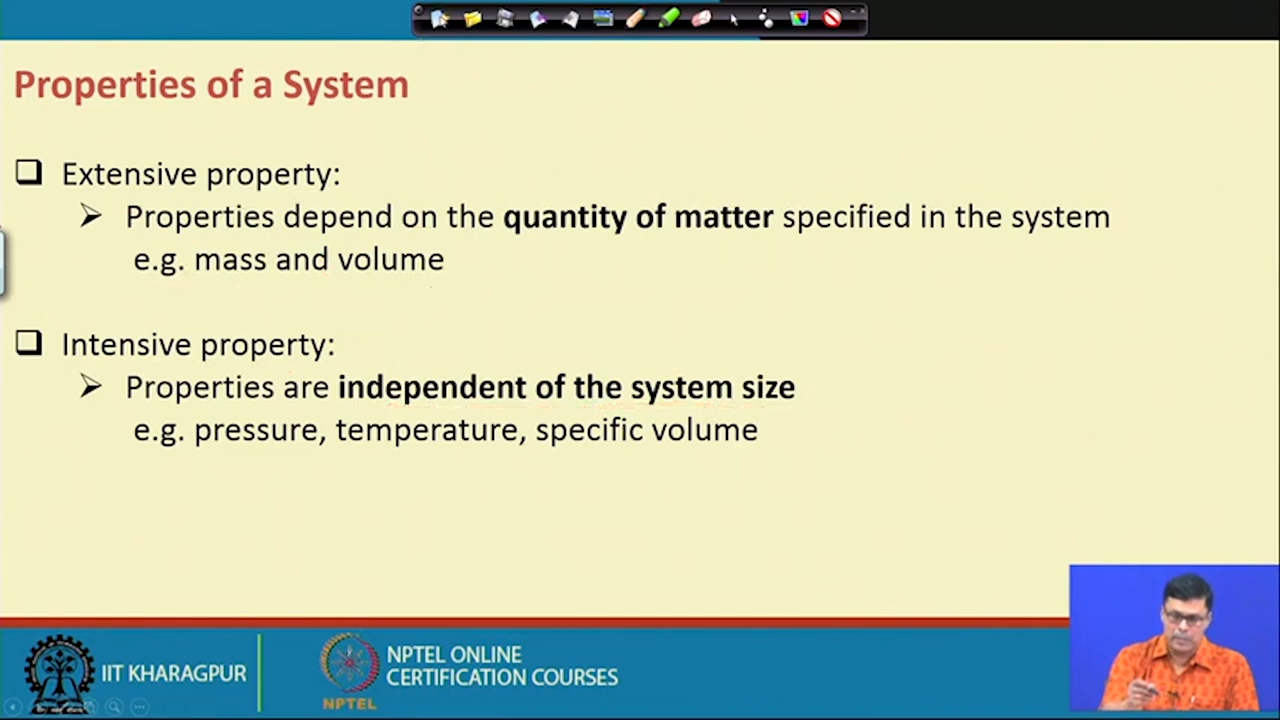 Properties of a System
Extensive property:
Properties depend on the quantity of matter specified in the system
e.g. mass and volume
Intensive property:
Properties are independent of the system size
e.g. pressure, temperature, specific volume
IIT KHARAGPUR
NPTEL
NPTEL ONLINE
CERTIFICATION COURSES